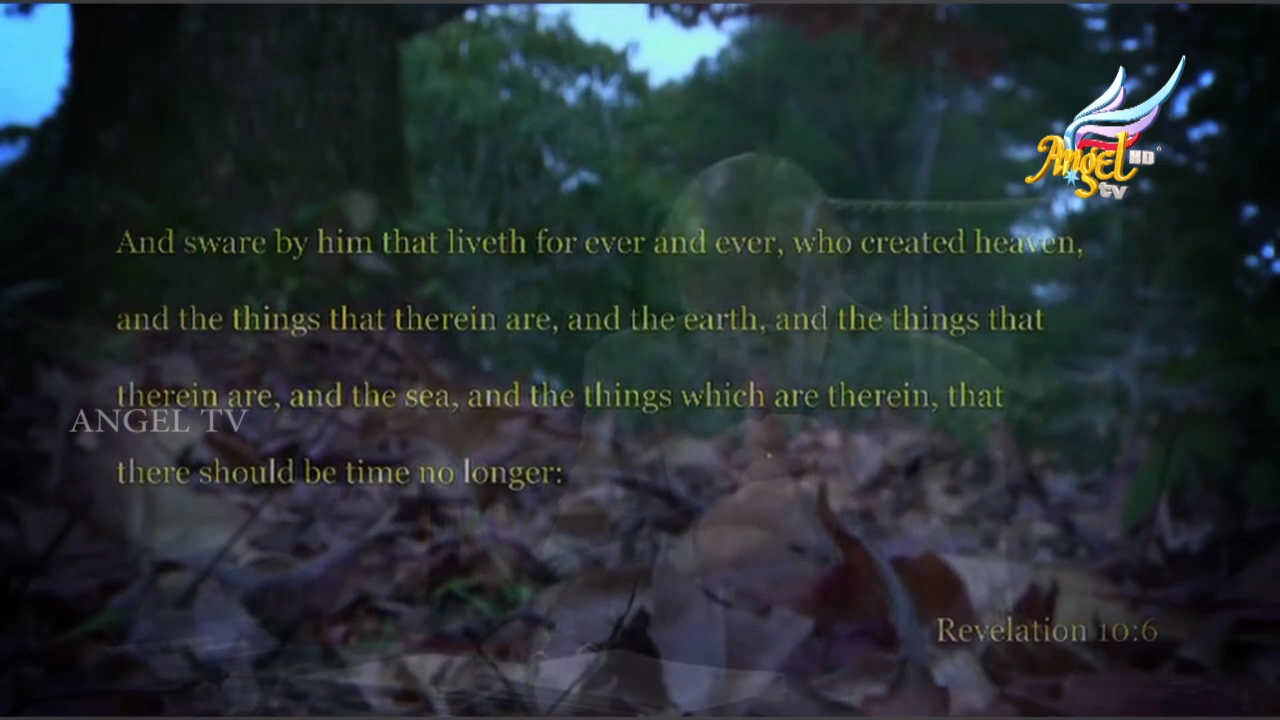 Angel HD
tv
And sware by him that liveth for ever and ever, who created heaven,
and the things that therein are, and the earth, and the things that
therein are, and the sea, and the things which are therein, that
ANGEL TV
there should be time no longer:
Revelation 10:6